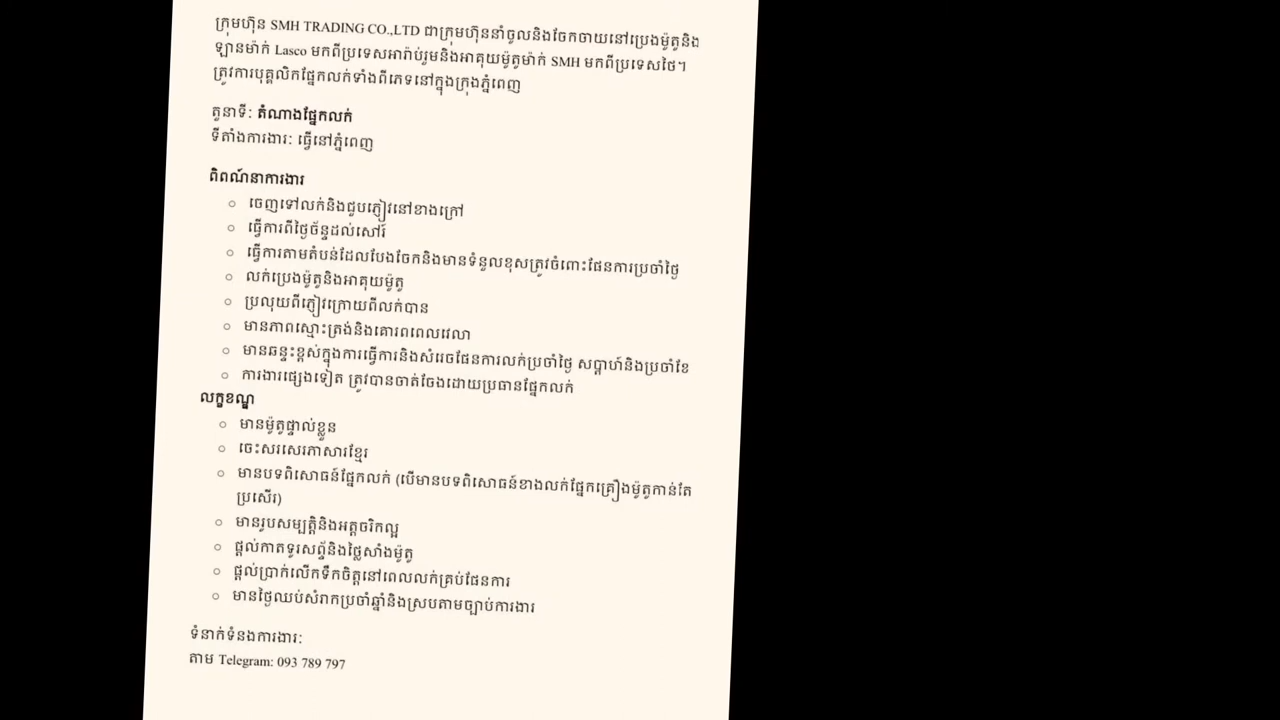 ក្រុមហ៊ុន SMH TRADING CO.,LTD ជាក្រុមហ៊ុននាំចូលនិងចែកចាយនៅប្រេងម៉ូតូនិង
ឡានម៉ាក់ Lasco មកពីប្រទេសអារ៉ាប់រួមនិងអាគុយម៉ូតូម៉ាក់ SMH មកពីប្រទេសថៃ។
ត្រូវការបុគ្គលិកផ្នែកលក់ទាំងពីភេទនៅក្នុងក្រុងភ្នំពេញ
តួនាទី: តំណាងផ្នែកលក់
ទីតាំងការងារ: ធ្វើនៅភ្នំពេញ
ពិពណ៍នាការងារ
○ ចេញទៅលក់និងជួបភ្ញៀវនៅខាងក្រៅ
○ ធ្វើការពីថ្ងៃច័ន្ទដល់សៅរ៍
○ ធ្វើការតាមតំបន់ដែលបែងចែកនិងមានទំនួលខុសត្រូវចំពោះផែនការប្រចាំថ្ងៃ
○ លក់ប្រេងម៉ូតូនិងអាគុយម៉ូតូ
○ ប្រលុយពីភ្ញៀវក្រោយពីលក់បាន
○ មានភាពស្មោះត្រង់និងគោរពពេលវេលា
○ មានឆន្ទះខ្ពស់ក្នុងការធ្វើការនិងសំរេចផែនការលក់ប្រចាំថ្ងៃ សប្តាហ៍និងប្រចាំខែ
○ ការងារផ្សេងទៀត ត្រូវបានចាត់ចែងដោយប្រធានផ្នែកលក់
លក្ខខណ្ឌ
○ មានម៉ូតូផ្ទាល់ខ្លួន
○ ចេះសរសេរភាសារខ្មែរ
○ មានបទពិសោធន៍ផ្នែកលក់ (បើមានបទពិសោធន៍ខាងលក់ផ្នែកគ្រឿងម៉ូតូកាន់តែ
ប្រសើរ)
○ មានរូបសម្បត្តិនិងអត្តចរិកល្អ
○ ផ្តល់កាតទូរសព្ទ័និងថ្លៃសាំងម៉ូតូ
○ ផ្តល់ប្រាក់លើកទឹកចិត្តនៅពេលលក់គ្រប់ផែនការ
○ មានថ្ងៃឈប់សំរាកប្រចាំឆ្នាំនិងស្របតាមច្បាប់ការងារ
ទំនាក់ទំនងការងារ:
តាម Telegram: 093 789 797